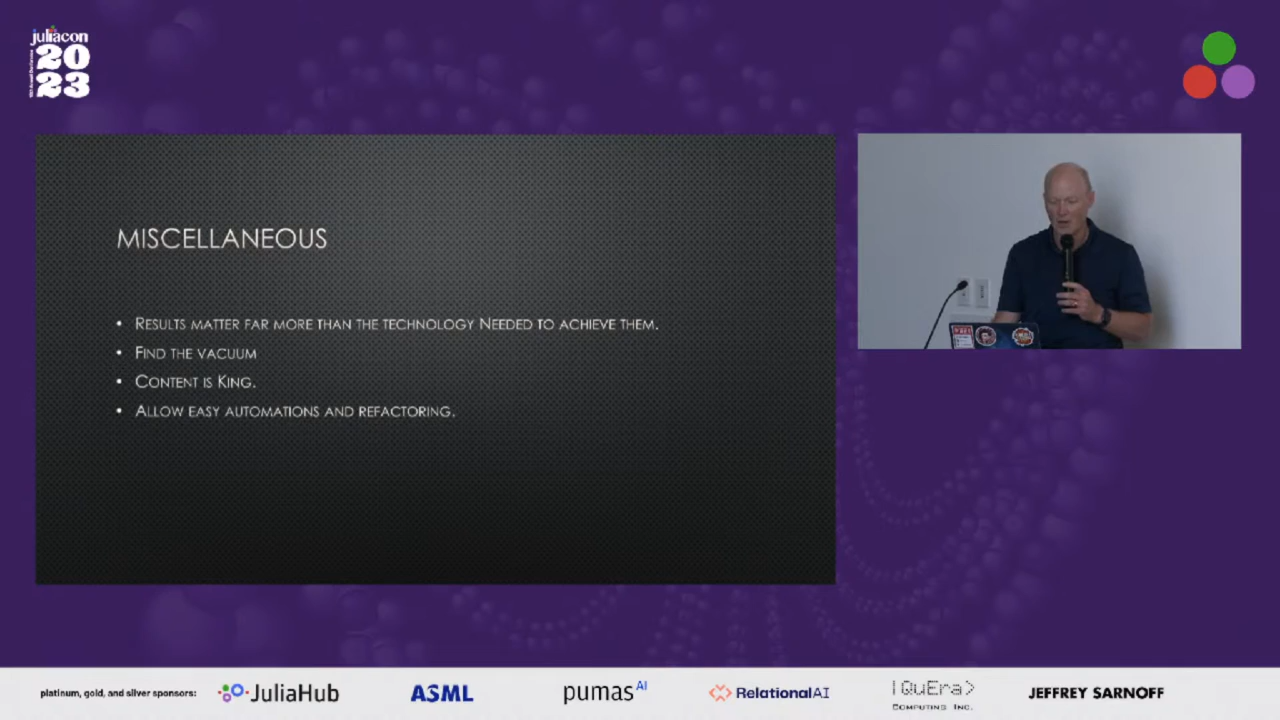 juliacon
20
23
MISCELLANEOUS
• RESULTS MATTER FAR MORE THAN THE TECHNOLOGY NEEDED TO ACHIEVE THEM.
• FIND THE VACUUM
• CONTENT IS KING.
• ALLOW EASY AUTOMATIONS AND REFACTORING.
platinum, gold, and silver sponsors:
JuliaHub
ASML
pumasAI
RelationalAI
|QuEra>
COMPUTING INC.
JEFFREY SARNOFF